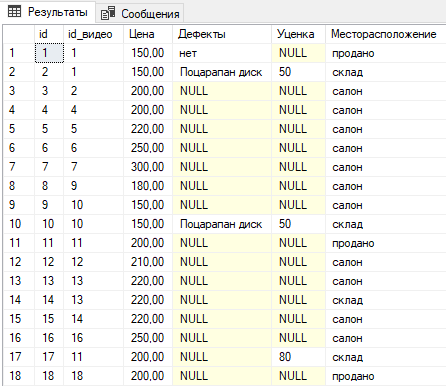 Результаты Сообщения
id id_видео Цена Дефекты Уценка Месторасположение
1 1 1 150,00 нет NULL продано
2 2 1 150,00 Поцарапан диск 50 склад
3 3 2 200,00 NULL NULL салон
4 4 4 200,00 NULL NULL салон
5 5 5 220,00 NULL NULL салон
6 6 6 250,00 NULL NULL салон
7 7 7 300,00 NULL NULL салон
8 8 9 180,00 NULL NULL салон
9 9 10 150,00 NULL NULL салон
10 10 10 150,00 Поцарапан диск 50 склад
11 11 11 200,00 NULL NULL продано
12 12 12 210,00 NULL NULL салон
13 13 13 220,00 NULL NULL салон
14 14 13 220,00 NULL NULL склад
15 15 14 220,00 NULL NULL салон
16 16 16 250,00 NULL NULL салон
17 17 11 200,00 NULL 80 склад
18 18 18 200,00 NULL NULL продано